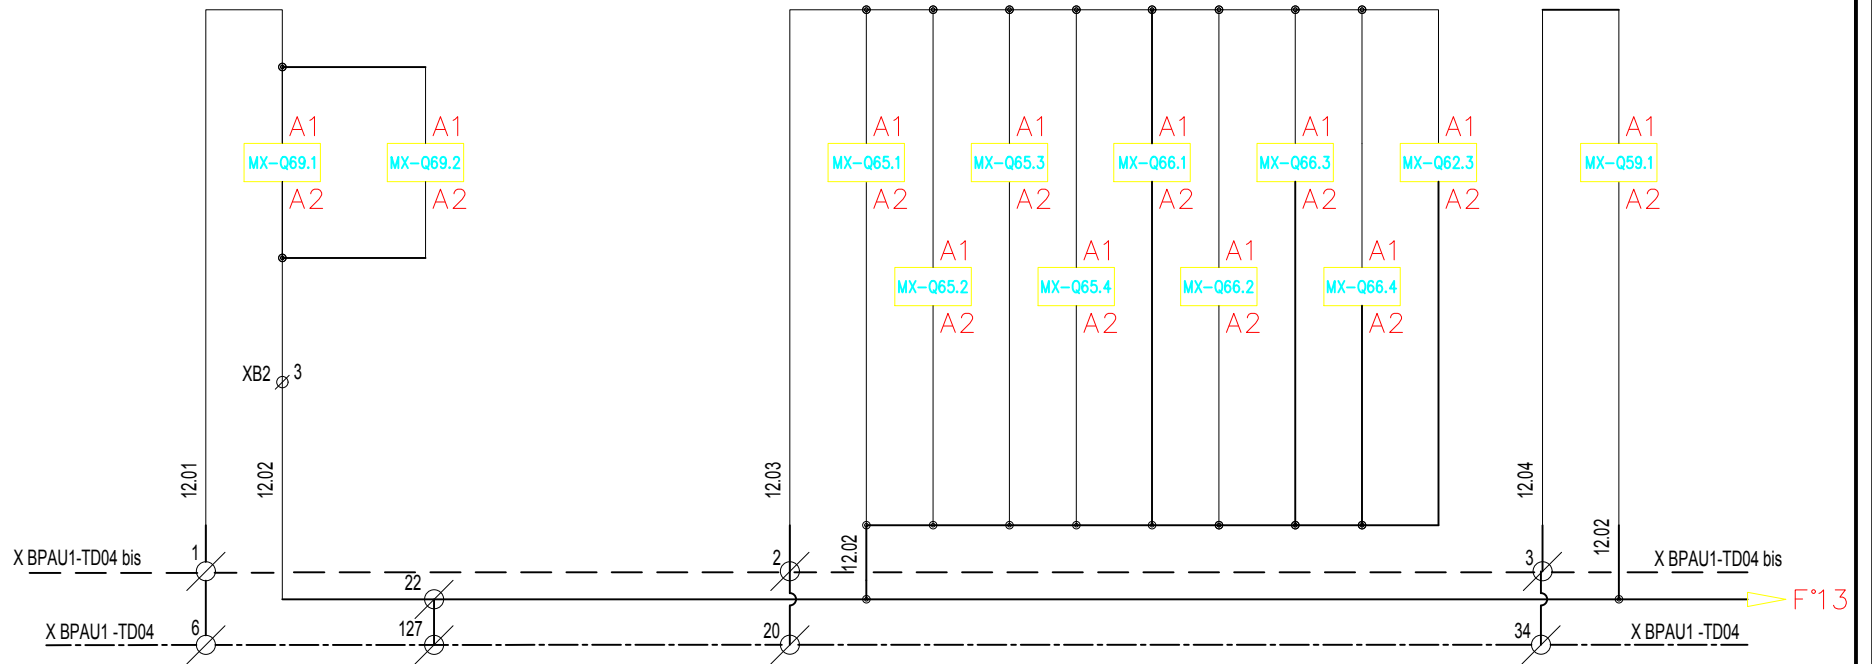 A1 A1 A1 A1 A1 A1 A1 A1
MX-Q69.1 MX-Q69.2 MX-Q65.1 MX-Q65.3 MX-Q66.1 MX-Q66.3 MX-Q62.3 MX-Q59.1
A2 A2 A2 A2 A2 A2 A2 A2
A1 A1 A1 A1
MX-Q65.2 MX-Q65.4 MX-Q66.2 MX-Q66.4
A2 A2 A2 A2
XB2 3
12.01 12.02 12.03 12.04
12.02 12.02
X BPAU1-TD04 bis 1 2 3 X BPAU1-TD04 bis
22
F°13
X BPAU1 -TD04 6 127 20 34 X BPAU1 -TD04